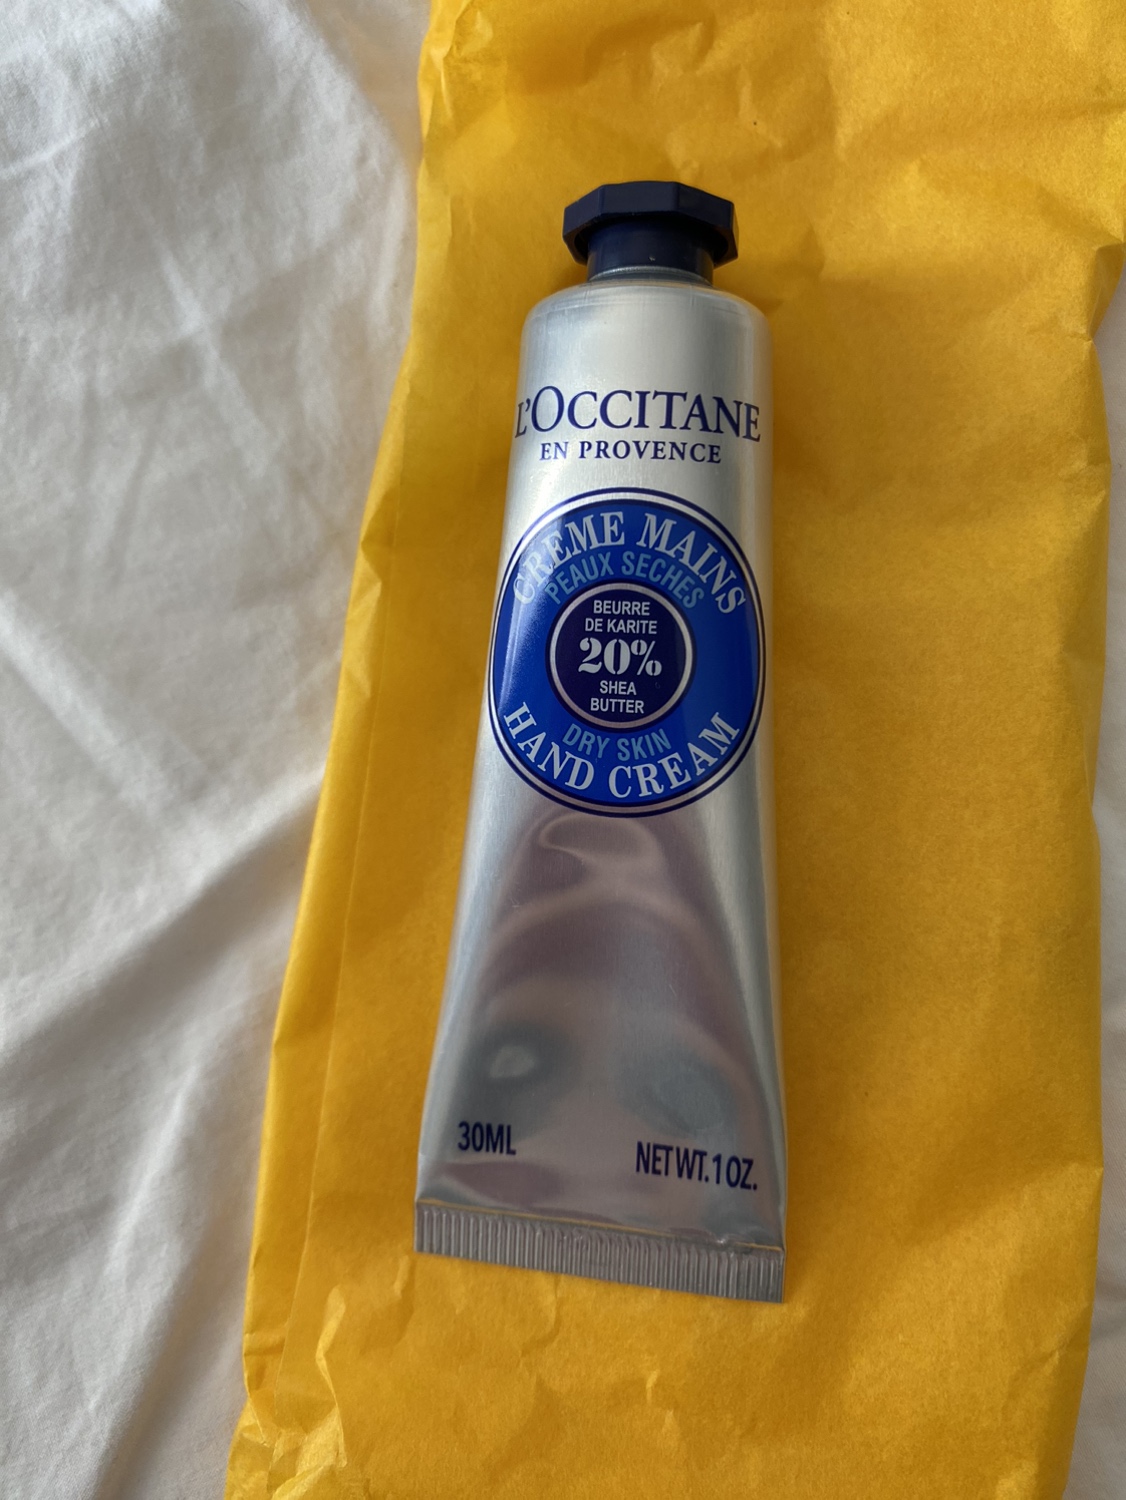 L'OCCITANE
EN PROVENCE
CREME MAINS
PEAUX SECHES
BEURRE
DE KARITE
20%
SHEA
BUTTER
DRY SKIN
HAND CREAM
30ML
NET WT. 1 OZ.